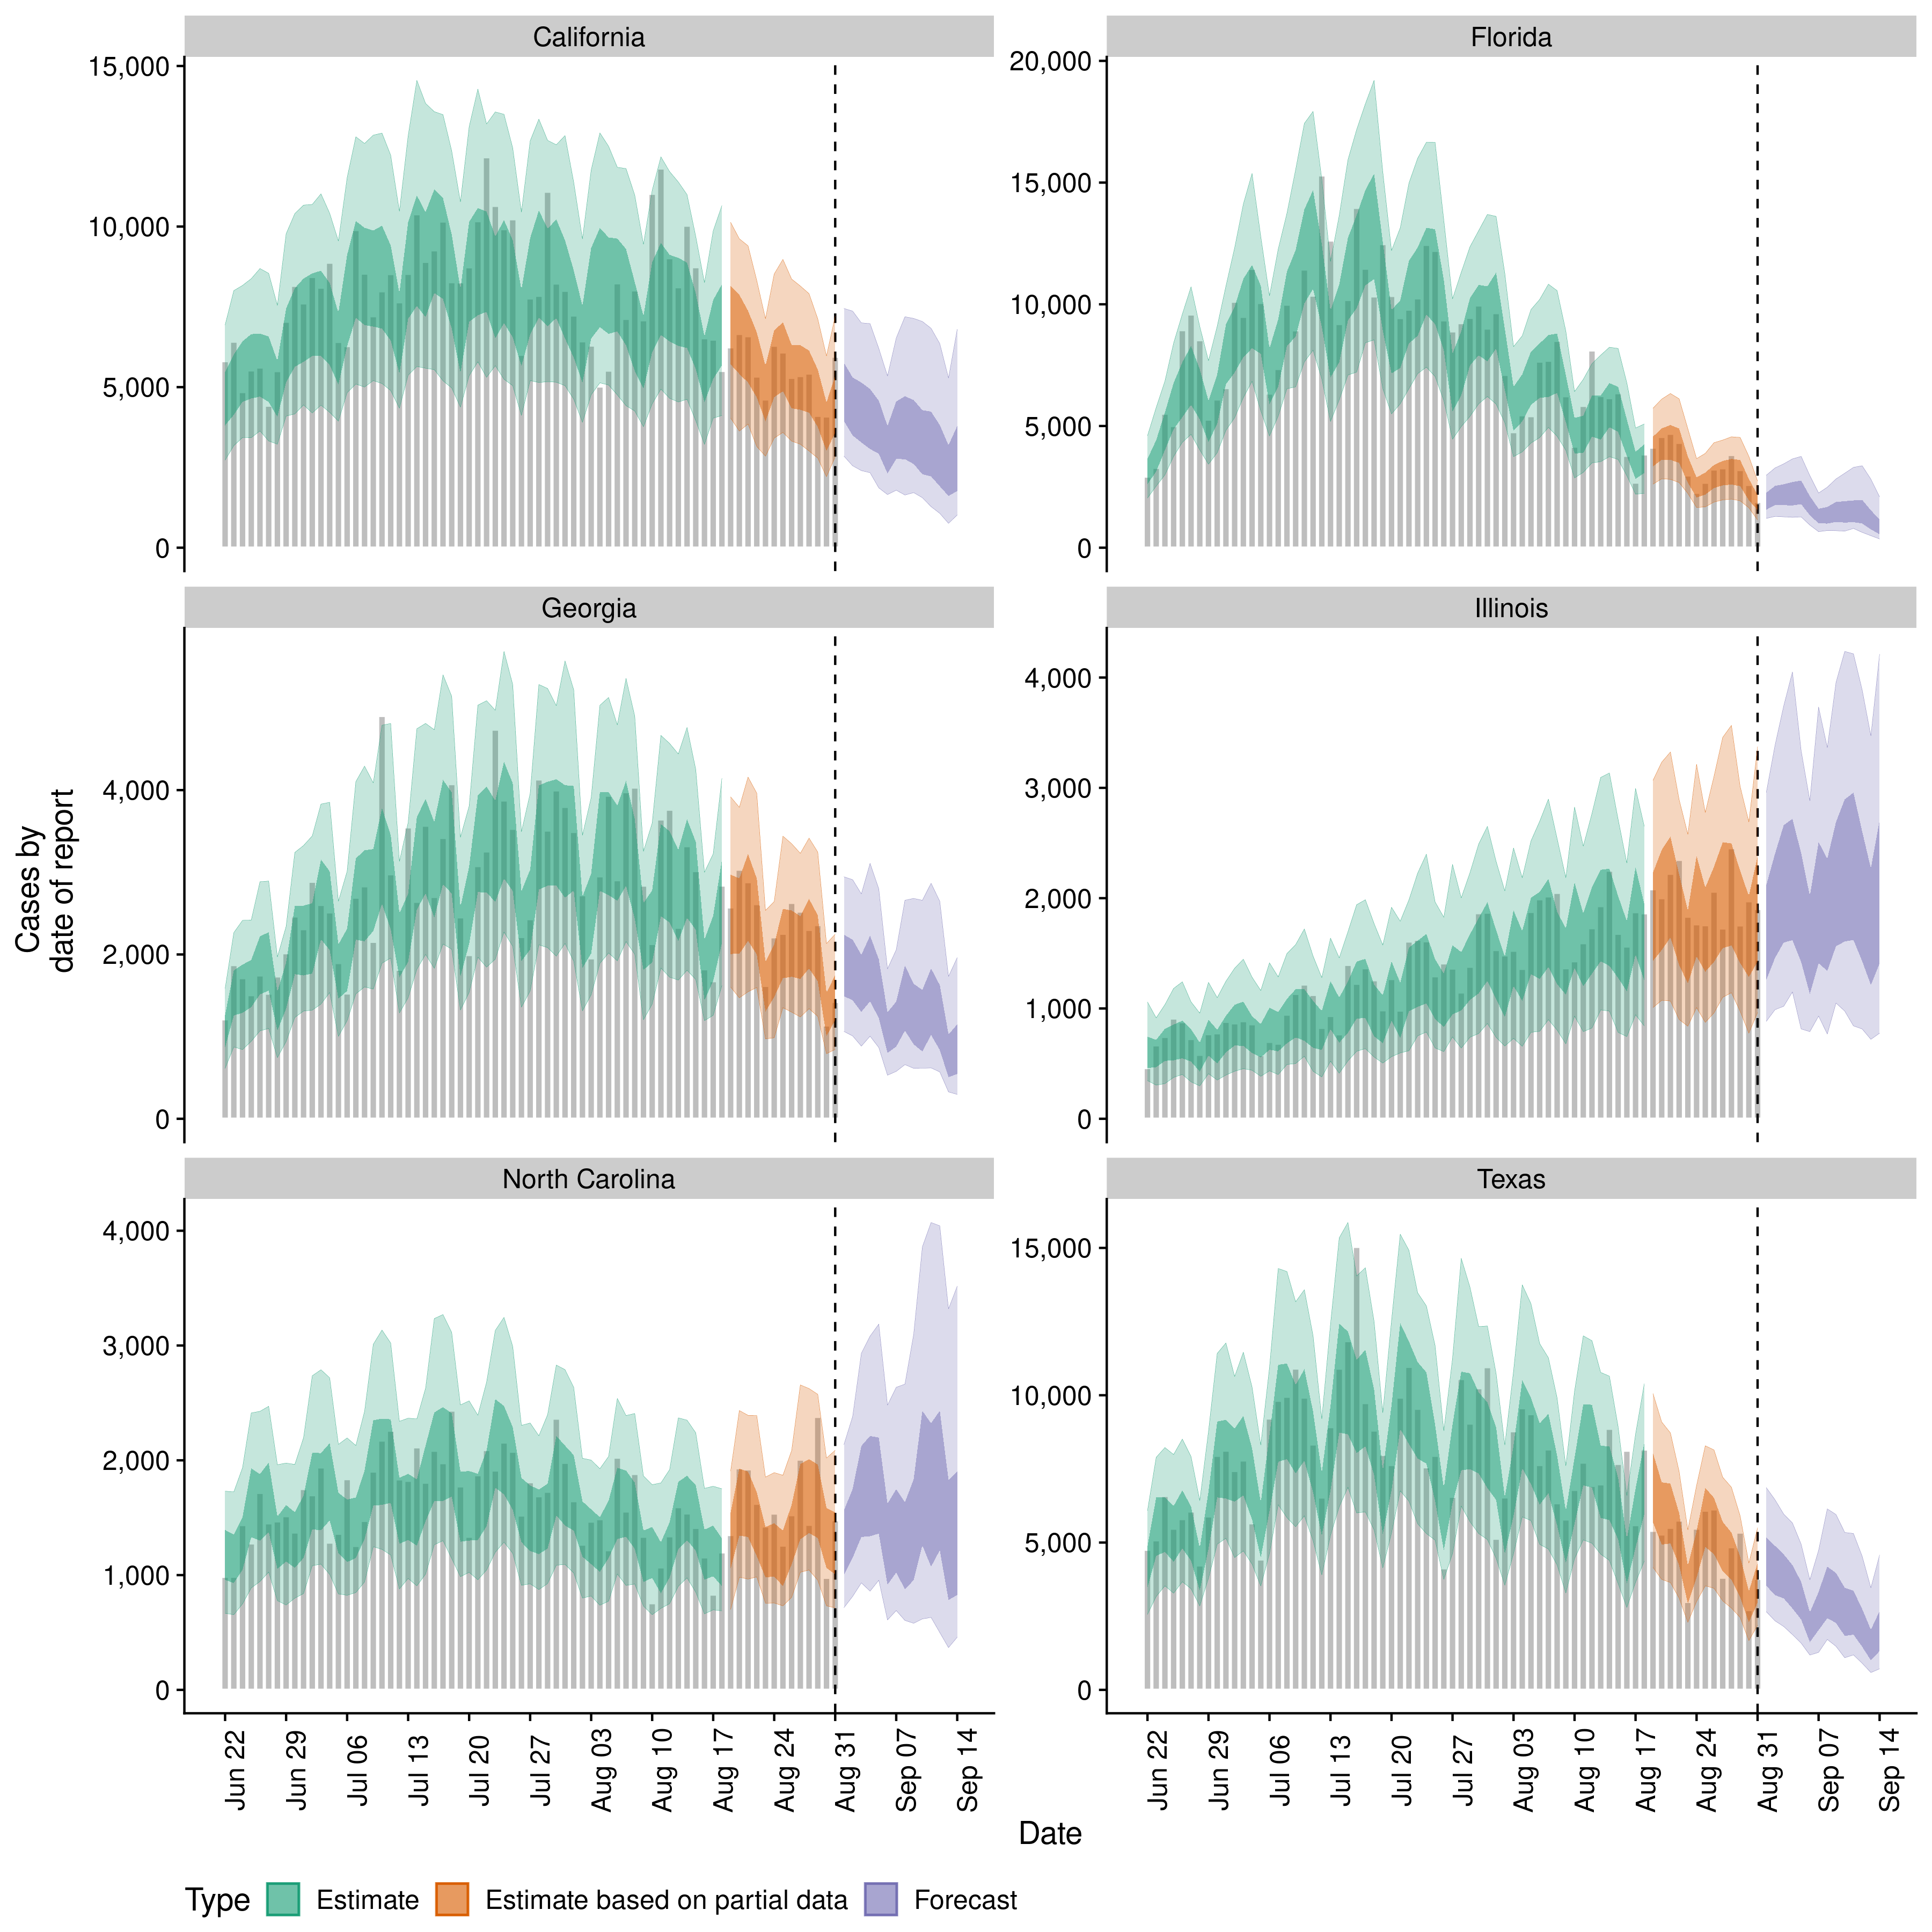 California
Florida
15,000
10,000
5,000
0
20,000
15,000
10,000
5,000
0
Georgia
Illinois
4,000
2,000
0
4,000
3,000
2,000
1,000
0
North Carolina
Texas
4,000
3,000
2,000
1,000
0
15,000
10,000
5,000
0
Cases by
date of report
Jun 22
Jun 29
Jul 06
Jul 13
Jul 20
Jul 27
Aug 03
Aug 10
Aug 17
Aug 24
Aug 31
Sep 07
Sep 14
Jun 22
Jun 29
Jul 06
Jul 13
Jul 20
Jul 27
Aug 03
Aug 10
Aug 17
Aug 24
Aug 31
Sep 07
Sep 14
Date
Type Estimate Estimate based on partial data Forecast